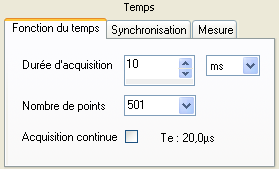 Temps
Fonction du temps Synchronisation Mesure
Durée d'acquisition 10 ms
Nombre de points 501
Acquisition continue Te : 20,0µs